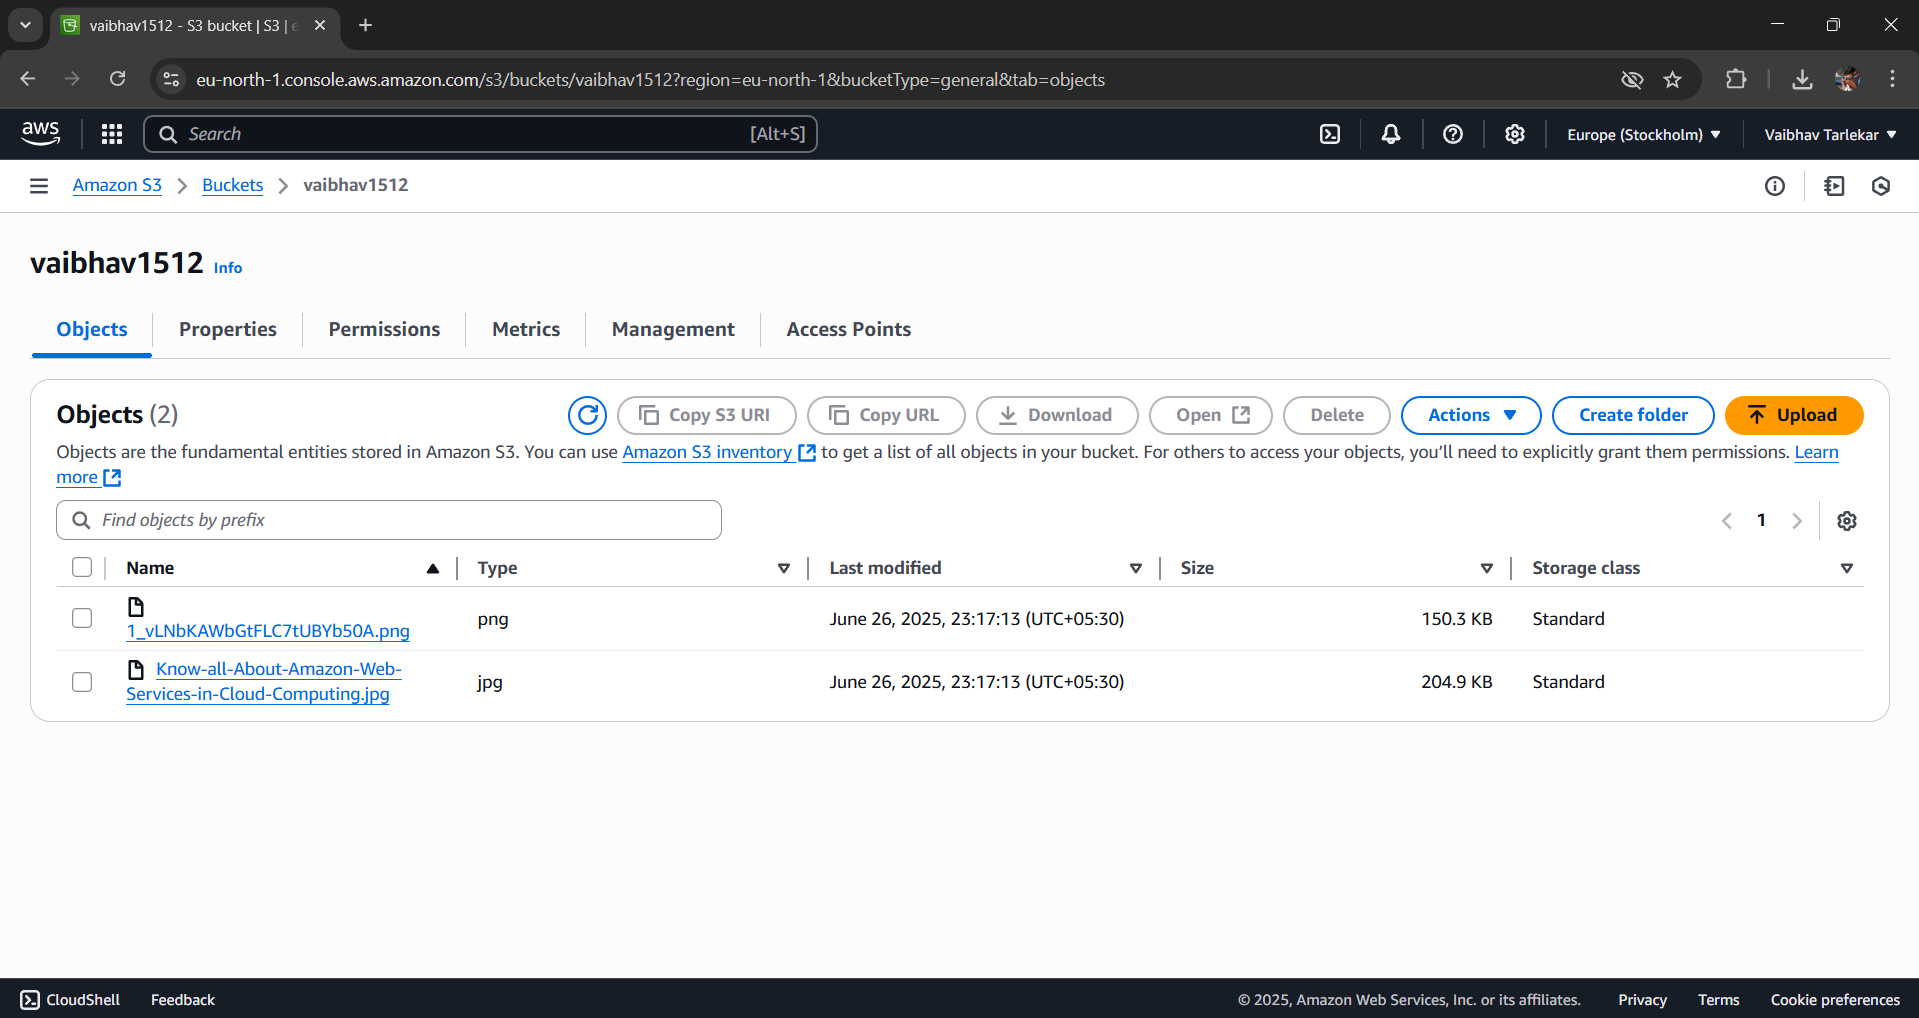 vaibhav1512 - S3 bucket | S3 | e
eu-north-1.console.aws.amazon.com/s3/buckets/vaibhav1512?region=eu-north-1&bucketType=general&tab=objects
aws
Search
[Alt+S]
Europe (Stockholm)
Vaibhav Tarlekar
Amazon S3
Buckets
vaibhav1512
vaibhav1512 Info
Objects
Properties
Permissions
Metrics
Management
Access Points
Objects (2)
Copy S3 URI
Copy URL
Download
Open
Delete
Actions
Create folder
Upload
Objects are the fundamental entities stored in Amazon S3. You can use Amazon S3 inventory to get a list of all objects in your bucket. For others to access your objects, you’ll need to explicitly grant them permissions. Learn
more
Find objects by prefix
1
Name
Type
Last modified
Size
Storage class
1_vLNbKAWbGtFLC7tUBYb50A.png
png
June 26, 2025, 23:17:13 (UTC+05:30)
150.3 KB
Standard
Know-all-About-Amazon-Web-
Services-in-Cloud-Computing.jpg
jpg
June 26, 2025, 23:17:13 (UTC+05:30)
204.9 KB
Standard
CloudShell
Feedback
© 2025, Amazon Web Services, Inc. or its affiliates.
Privacy
Terms
Cookie preferences